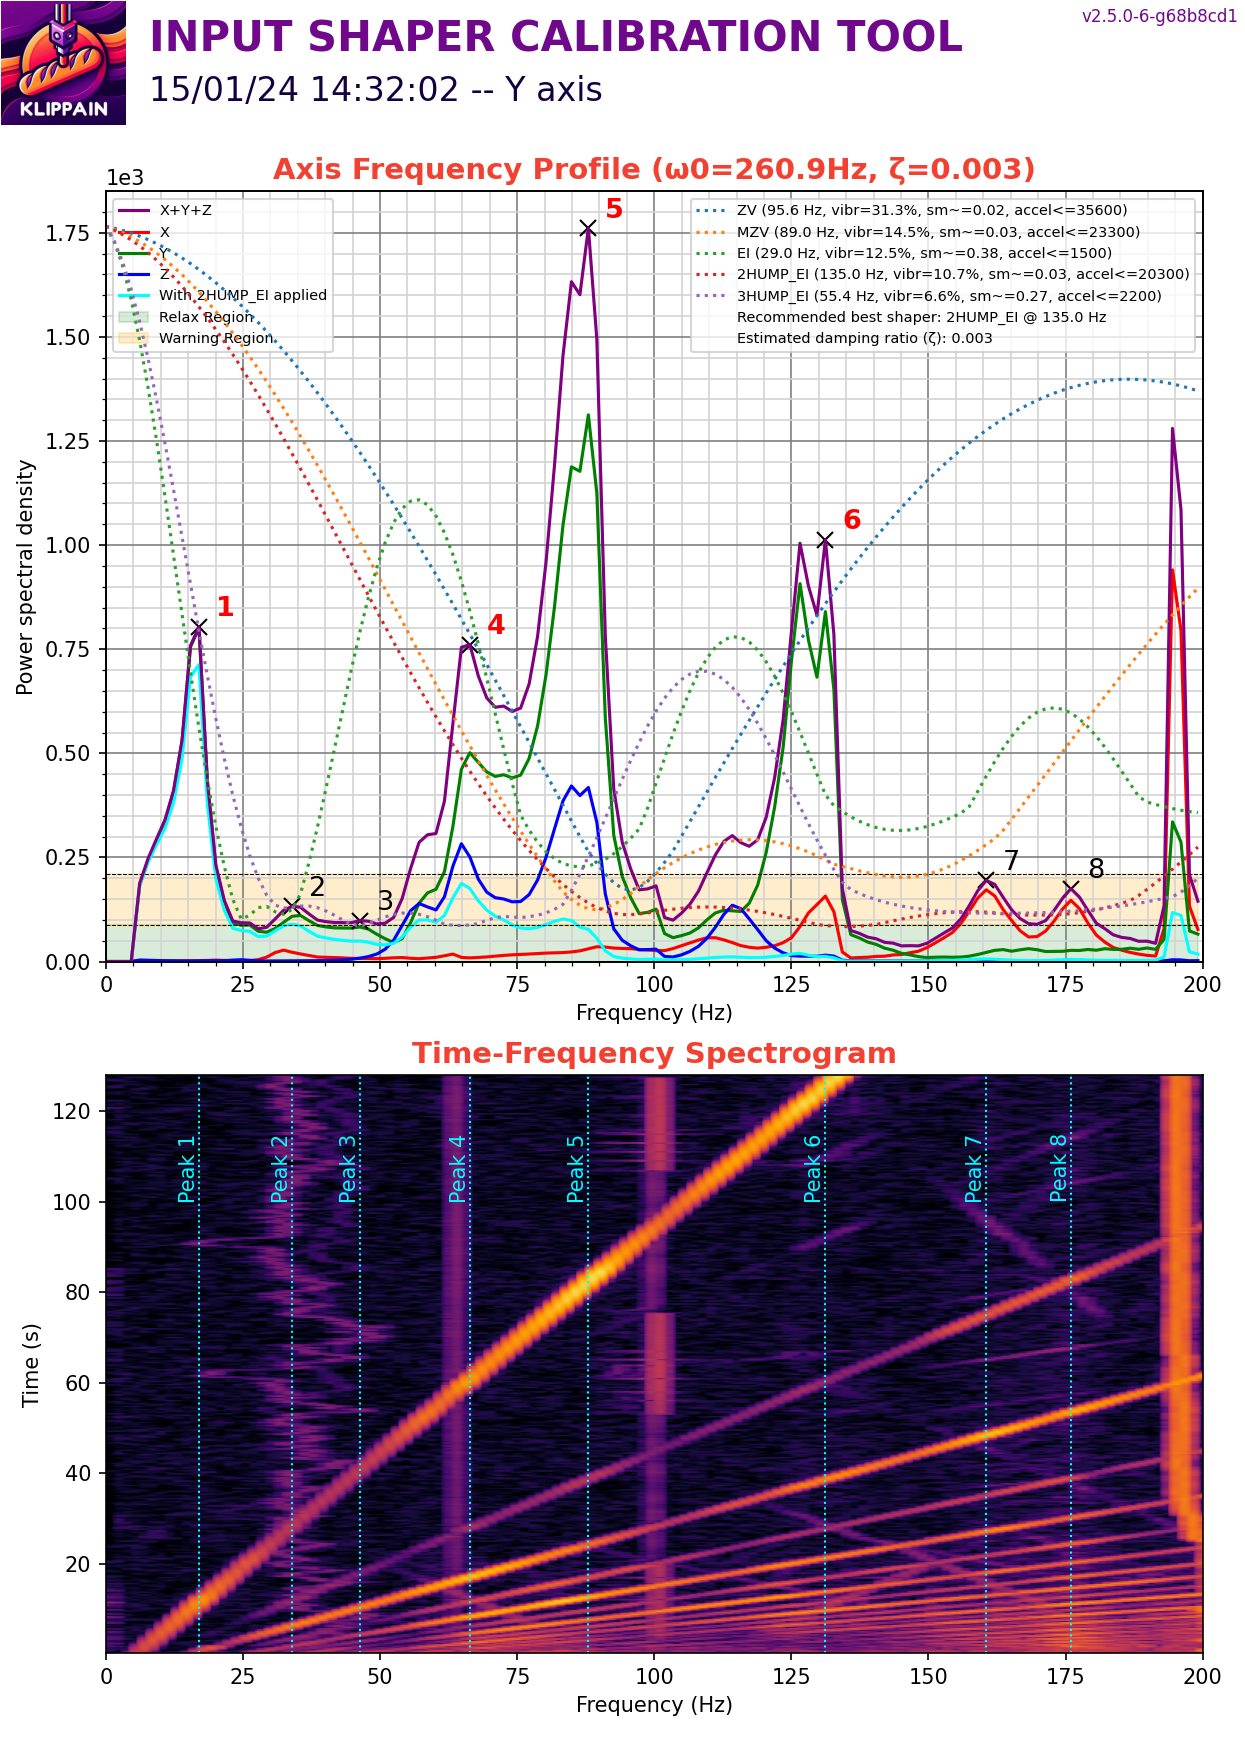 KLIPPAIN
INPUT SHAPER CALIBRATION TOOL
v2.5.0-6-g68b8cd1
15/01/24 14:32:02 -- Y axis
Axis Frequency Profile (ω0=260.9Hz, ζ=0.003)
1e3
X+Y+Z
X
Y
Z
With 2HUMP_EI applied
Relax Region
Warning Region
ZV (95.6 Hz, vibr=31.3%, sm~=0.02, accel<=35600)
MZV (89.0 Hz, vibr=14.5%, sm~=0.03, accel<=23300)
EI (29.0 Hz, vibr=12.5%, sm~=0.38, accel<=1500)
2HUMP_EI (135.0 Hz, vibr=10.7%, sm~=0.03, accel<=20300)
3HUMP_EI (55.4 Hz, vibr=6.6%, sm~=0.27, accel<=2200)
Recommended best shaper: 2HUMP_EI @ 135.0 Hz
Estimated damping ratio (ζ): 0.003
1
2
3
4
5
6
7
8
Power spectral density
1.75
1.50
1.25
1.00
0.75
0.50
0.25
0.00
0 25 50 75 100 125 150 175 200
Frequency (Hz)
Time-Frequency Spectrogram
Time (s)
120
100
80
60
40
20
Peak 1
Peak 2
Peak 3
Peak 4
Peak 5
Peak 6
Peak 7
Peak 8
0 25 50 75 100 125 150 175 200
Frequency (Hz)